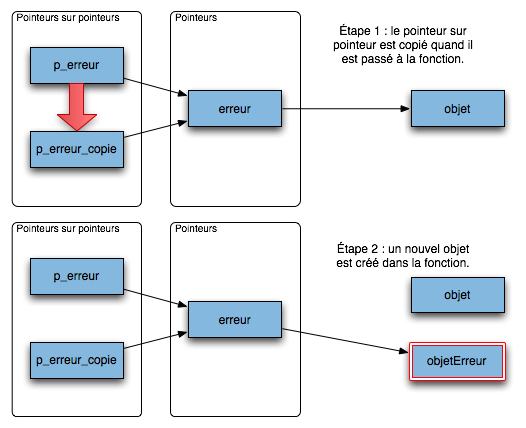 Pointeurs sur pointeurs
Pointeurs
Étape 1 : le pointeur sur
pointeur est copié quand il
est passé à la fonction.
p_erreur
erreur
objet
p_erreur_copie
Pointeurs sur pointeurs
Pointeurs
Étape 2 : un nouvel objet
est créé dans la fonction.
p_erreur
objet
erreur
p_erreur_copie
objetErreur